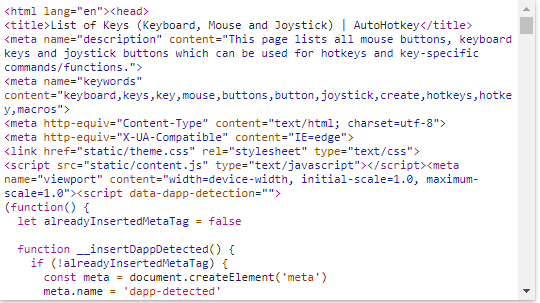 <html lang="en"><head>
<title>List of Keys (Keyboard, Mouse and Joystick) | AutoHotkey</title>
<meta name="description" content="This page lists all mouse buttons, keyboard
keys and joystick buttons which can be used for hotkeys and key-specific
commands/functions.">
<meta name="keywords"
content="keyboard,keys,key,mouse,buttons,button,joystick,create,hotkeys,hotke
y,macros">
<meta http-equiv="Content-Type" content="text/html; charset=utf-8">
<meta http-equiv="X-UA-Compatible" content="IE=edge">
<link href="static/theme.css" rel="stylesheet" type="text/css">
<script src="static/content.js" type="text/javascript"></script><meta
name="viewport" content="width=device-width, initial-scale=1.0, maximum-
scale=1.0"><script data-dapp-detection="">
(function() {
  let alreadyInsertedMetaTag = false

  function __insertDappDetected() {
    if (!alreadyInsertedMetaTag) {
      const meta = document.createElement('meta')
      meta.name = 'dapp-detected'